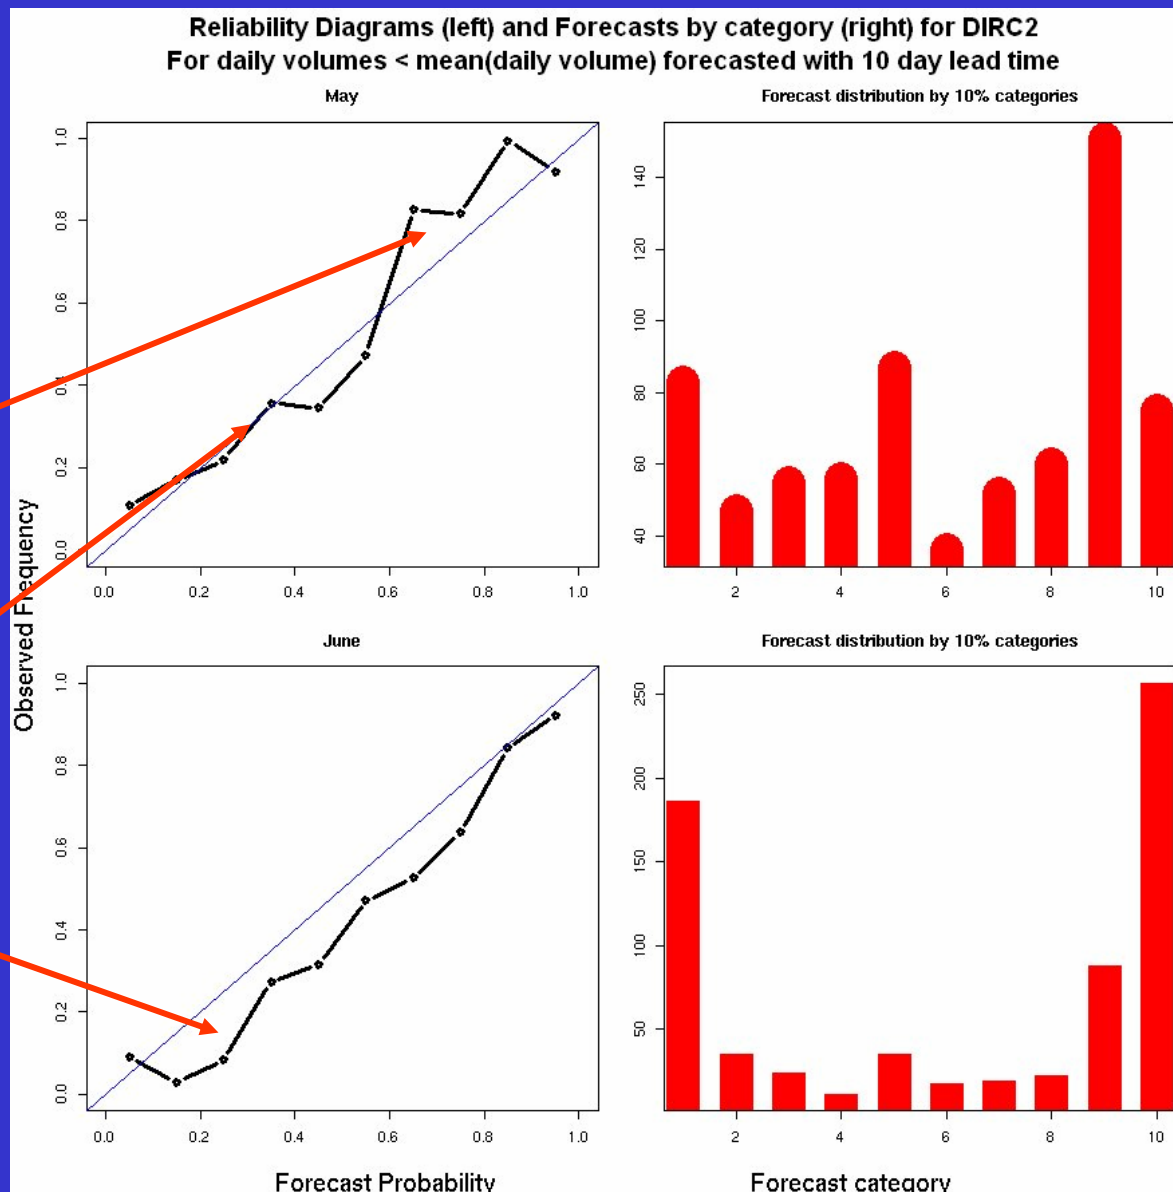 Reliability Diagrams (left) and Forecasts by category (right) for DIRC2
For daily volumes < mean(daily volume) forecasted with 10 day lead time
May
1.0
0.8
0.6
0.4
0.2
0.0
0.0 0.2 0.4 0.6 0.8 1.0
Forecast distribution by 10% categories
140
120
100
80
60
40
2 4 6 8 10
Observed Frequency
June
1.0
0.8
0.6
0.4
0.2
0.0
0.0 0.2 0.4 0.6 0.8 1.0
Forecast Probability
Forecast distribution by 10% categories
250
200
150
100
50
2 4 6 8 10
Forecast category